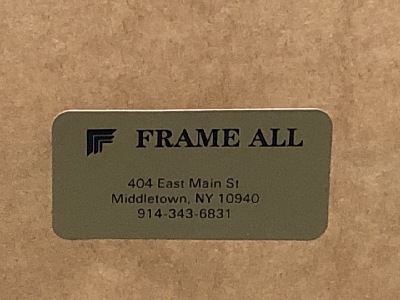 FRAME ALL
404 East Main St
Middletown, NY 10940
914-343-6831